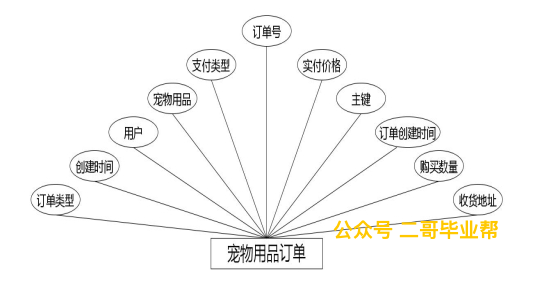 订单号
支付类型
实付价格
宠物用品
主键
用户
订单创建时间
创建时间
购买数量
订单类型
收货地址
公众号 二哥毕业帮
宠物用品订单